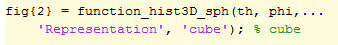 fig{2} = function_hist3D_sph(th, phi,...
'Representation', 'cube'); % cube